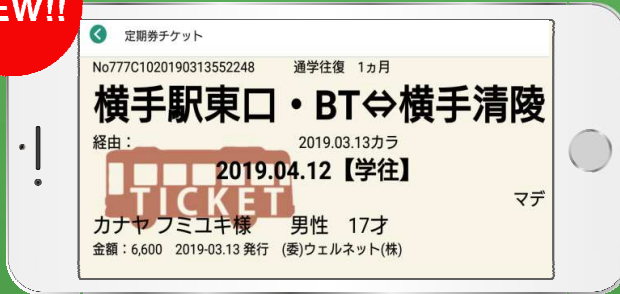 EW!!
定期券チケット
No777C1020190313552248 通学往復 1ヵ月
横手駅東口・BT⇔横手清陵
経由： 2019.03.13カラ
2019.04.12【学往】
マデ
TICKET
カナヤ フミユキ様 男性 17才
金額：6,600 2019-03.13 発行 (委)ウェルネット(株)